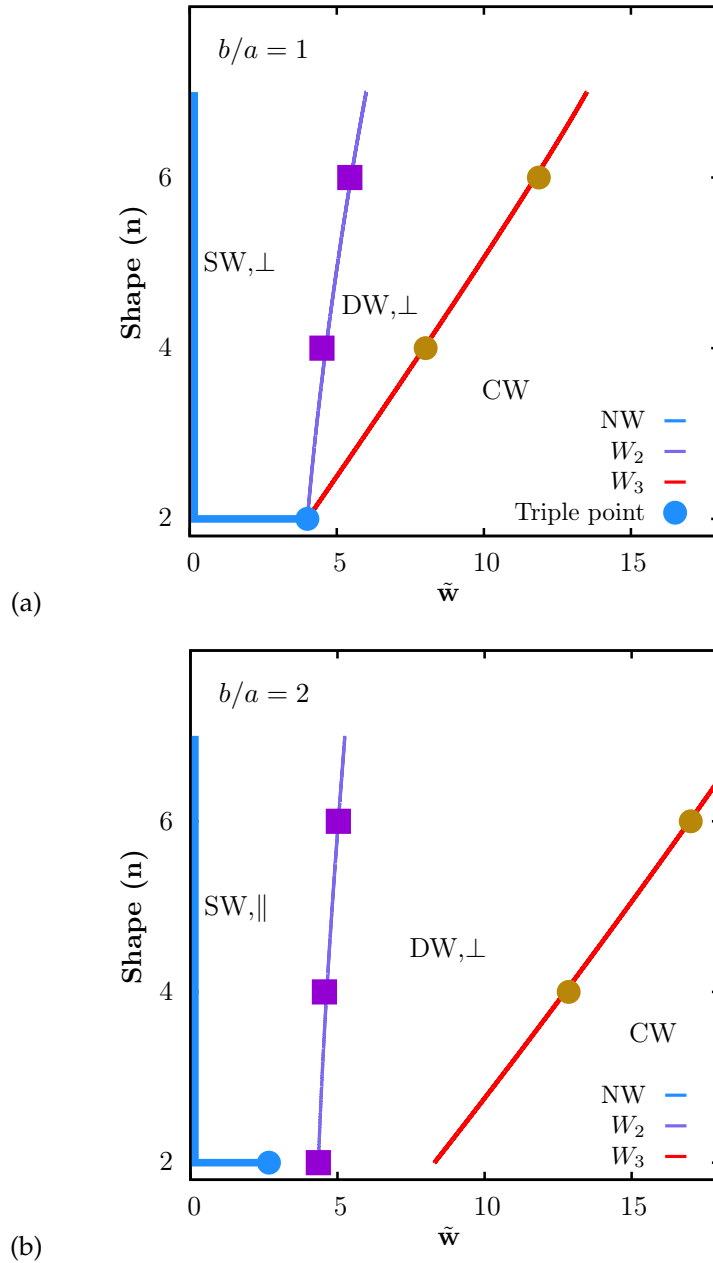 b/a = 1
6
SW,⊥
DW,⊥
Shape (n)
4
CW
NW
W₂
W₃
2
Triple point
0
5
10
15
w̃
(a)
b/a = 2
6
SW,∥
DW,⊥
Shape (n)
4
CW
NW
W₂
2
W₃
0
5
10
15
w̃
(b)